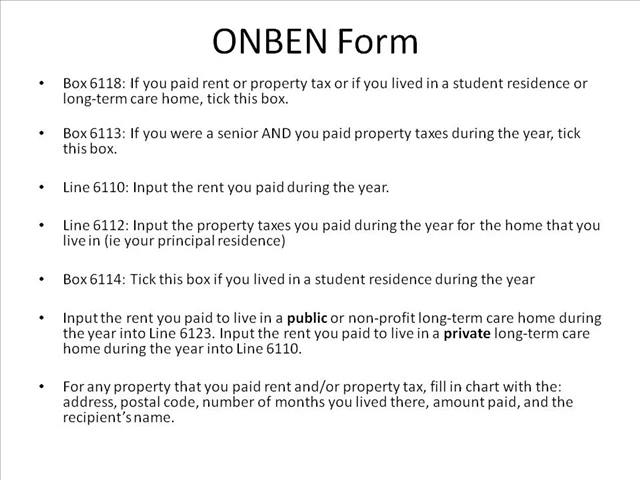 ONBEN Form
• Box 6118: If you paid rent or property tax or if you lived in a student residence or
long-term care home, tick this box.
• Box 6113: If you were a senior AND you paid property taxes during the year, tick
this box.
• Line 6110: Input the rent you paid during the year.
• Line 6112: Input the property taxes you paid during the year for the home that you
live in (ie your principal residence)
• Box 6114: Tick this box if you lived in a student residence during the year
• Input the rent you paid to live in a public or non-profit long-term care home during
the year into Line 6123. Input the rent you paid to live in a private long-term care
home during the year into Line 6110.
• For any property that you paid rent and/or property tax, fill in chart with the:
address, postal code, number of months you lived there, amount paid, and the
recipient's name.